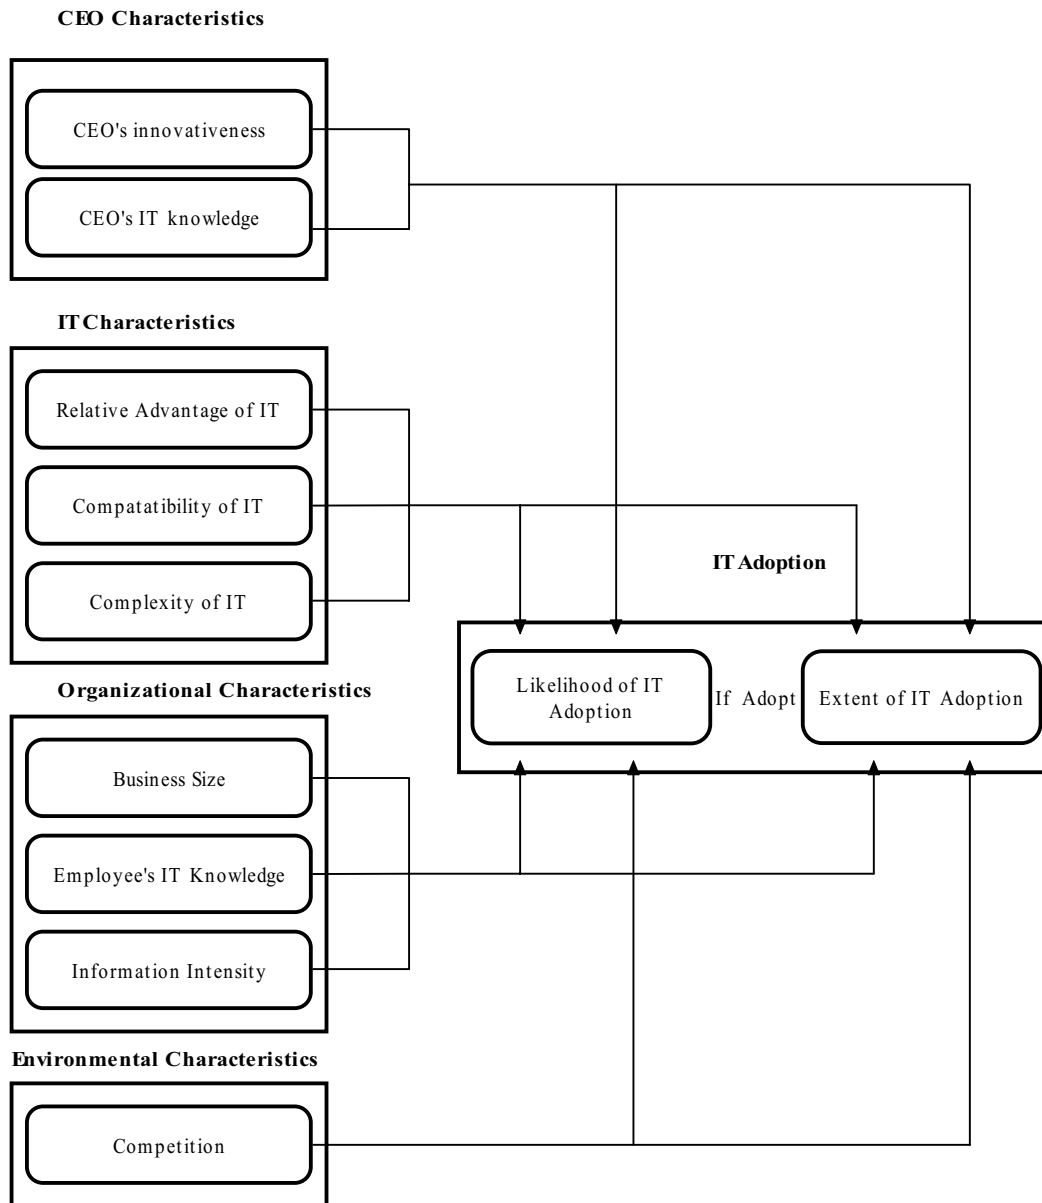 CEO Characteristics
CEO's innovativeness
CEO's IT knowledge
IT Characteristics
Relative Advantage of IT
Compatatibility of IT
Complexity of IT
IT Adoption
Likelihood of IT
Adoption
If Adopt
Extent of IT Adoption
Organizational Characteristics
Business Size
Employee's IT Knowledge
Information Intensity
Environmental Characteristics
Competition